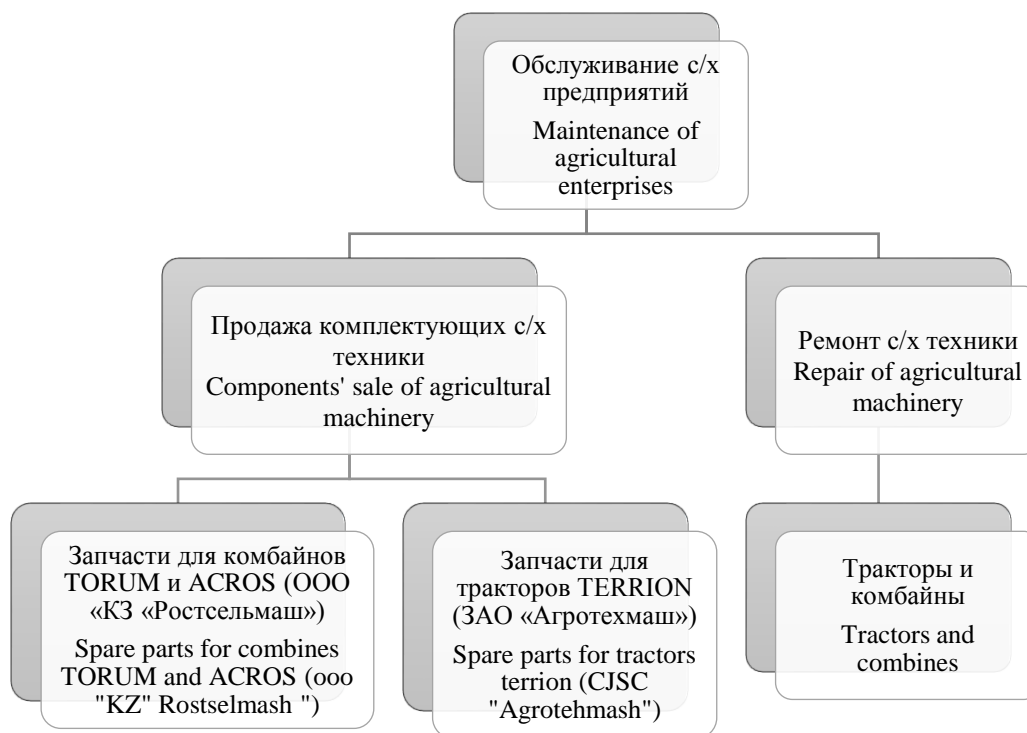 Обслуживание с/х
предприятий
Maintenance of
agricultural
enterprises
Продажа комплектующих с/х
техники
Components' sale of agricultural
machinery
Ремонт с/х техники
Repair of agricultural
machinery
Запчасти для комбайнов
TORUM и ACROS (ООО
«КЗ «Ростсельмаш»)
Spare parts for combines
TORUM and ACROS (ооо
"KZ" Rostselmash ")
Запчасти для
тракторов TERRION
(ЗАО «Агротехмаш»)
Spare parts for tractors
terrion (CJSC
"Agrotehmash")
Тракторы и
комбайны
Tractors and
combines